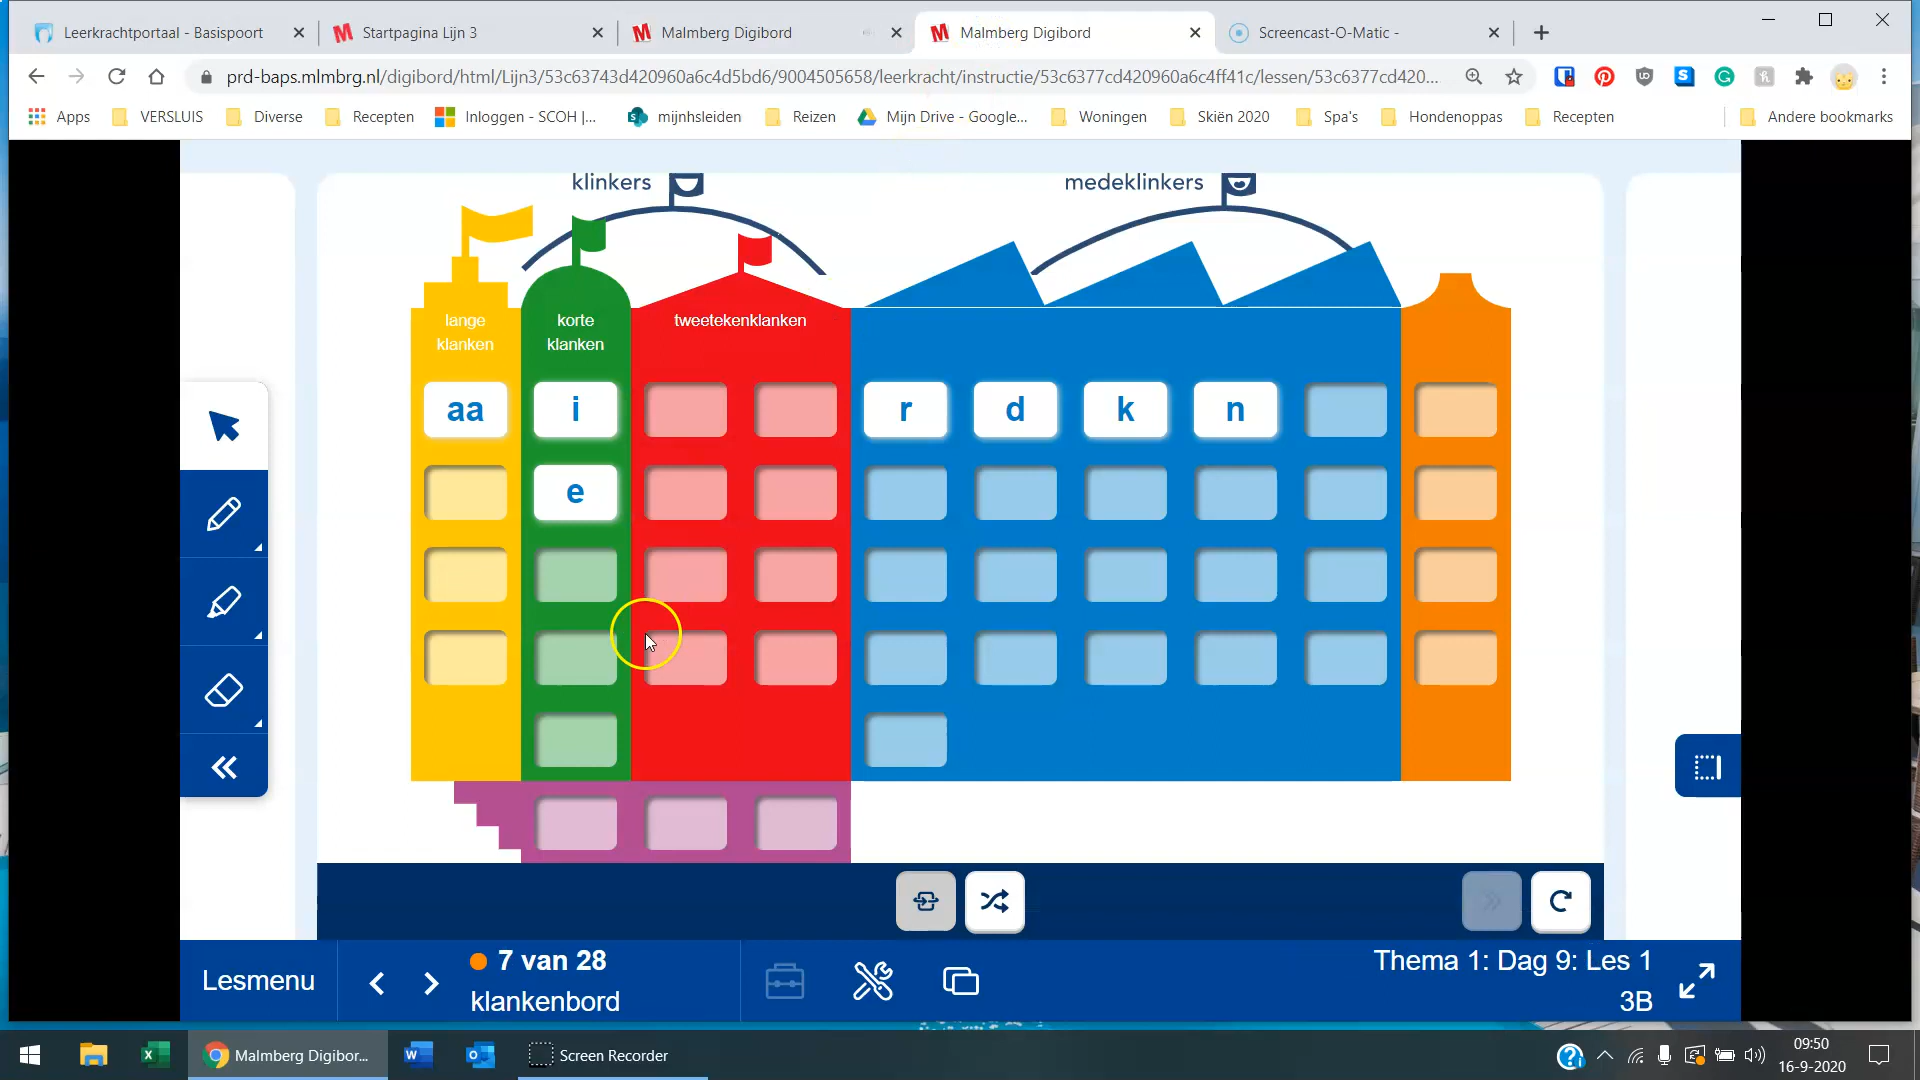 Leerkrachtportaal - Basispoort
Startpagina Lijn 3
Malmberg Digibord
Malmberg Digibord
Screencast-O-Matic -
prd-baps.mlmbrg.nl/digibord/html/Lijn3/53c63743d420960a6c4d5bd6/9004505658/leerkracht/instructie/53c6377cd420960a6c4ff41c/lessen/53c6377cd420...
Apps
VERSLUIS
Diverse
Recepten
Inloggen - SCOH |...
mijnhsleiden
Reizen
Mijn Drive - Google...
Woningen
Skiën 2020
Spa's
Hondenoppas
Recepten
Andere bookmarks
klinkers
medeklinkers
lange
klanken
korte
klanken
tweetekenklanken
aa i r d k n
e
Lesmenu
7 van 28
klankenbord
Thema 1: Dag 9: Les 1
3B
Malmberg Digibor...
Screen Recorder
09:50
16-9-2020